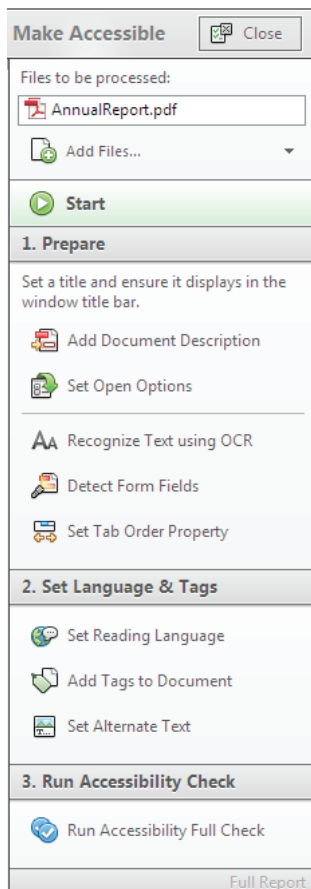 Make Accessible
Close
Files to be processed:
AnnualReport.pdf
Add Files...
Start
1. Prepare
Set a title and ensure it displays in the
window title bar.
Add Document Description
Set Open Options
Recognize Text using OCR
Detect Form Fields
Set Tab Order Property
2. Set Language & Tags
Set Reading Language
Add Tags to Document
Set Alternate Text
3. Run Accessibility Check
Run Accessibility Full Check
Full Report